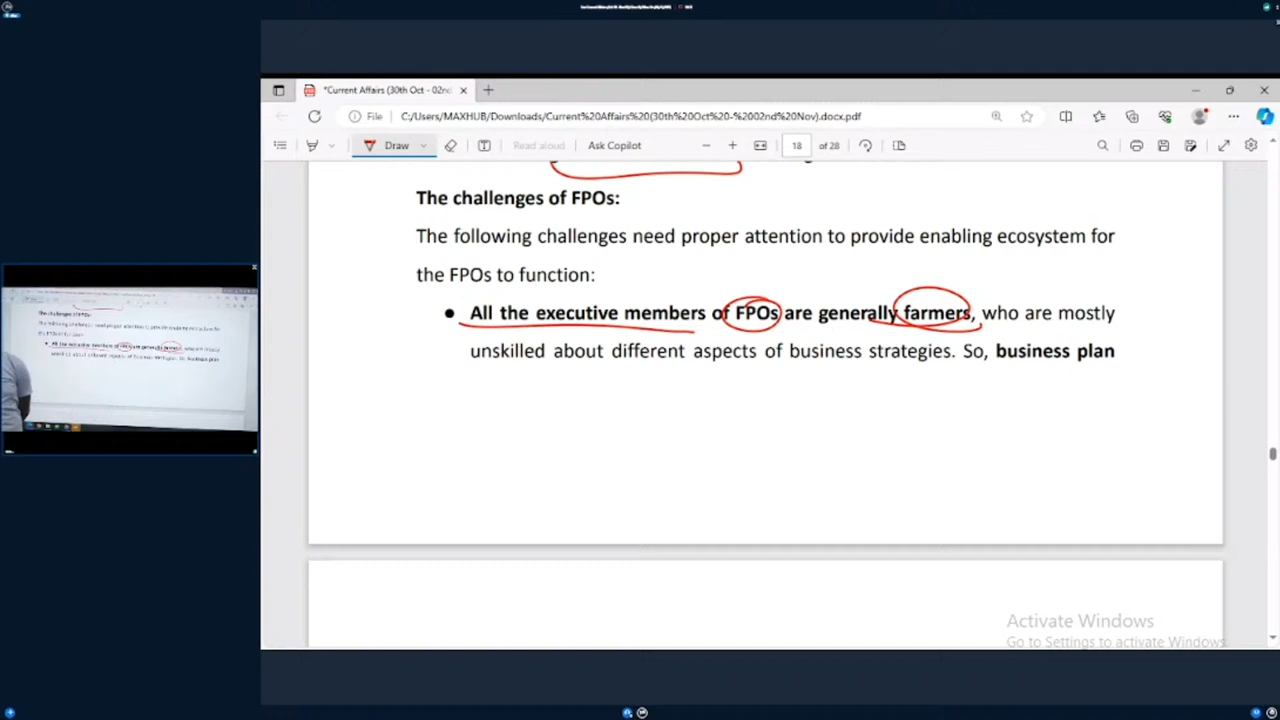 *Current Affairs (30th Oct - 02nd
File
C:/Users/MAXHUB/Downloads/Current%20Affairs%20(30th%20Oct%20-%2002nd%20Nov).docx.pdf
Draw
Read aloud
Ask Copilot
18 of 28
The challenges of FPOs:
The following challenges need proper attention to provide enabling ecosystem for
the FPOs to function:
● All the executive members of FPOs are generally farmers, who are mostly
unskilled about different aspects of business strategies. So, business plan
Activate Windows
Go to Settings to activate Windows